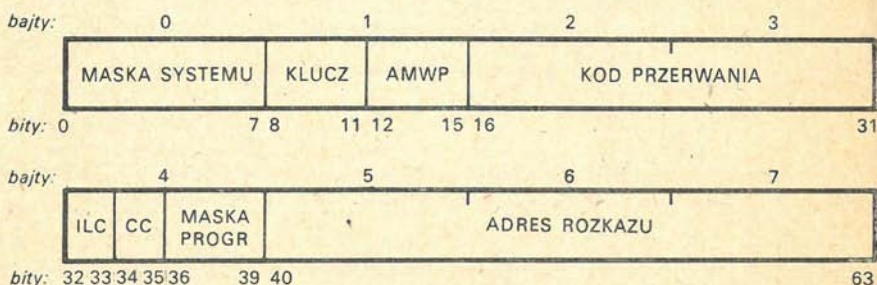 bajty: 0 1 2 3
MASKA SYSTEMU KLUCZ AMWP KOD PRZERWANIA
bity: 0 7 8 11 12 15 16 31
bajty: 4 5 6 7
ILC CC MASKA PROGR ADRES ROZKAZU
bity: 32 33 34 35 36 39 40 63